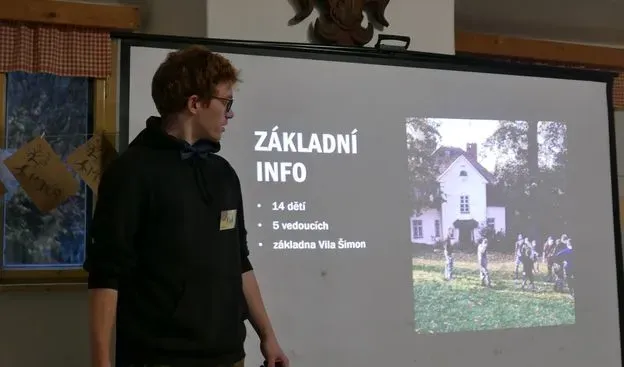 ZÁKLADNÍ
INFO
• 14 dětí
• 5 vedoucích
• základna Vila Šimon